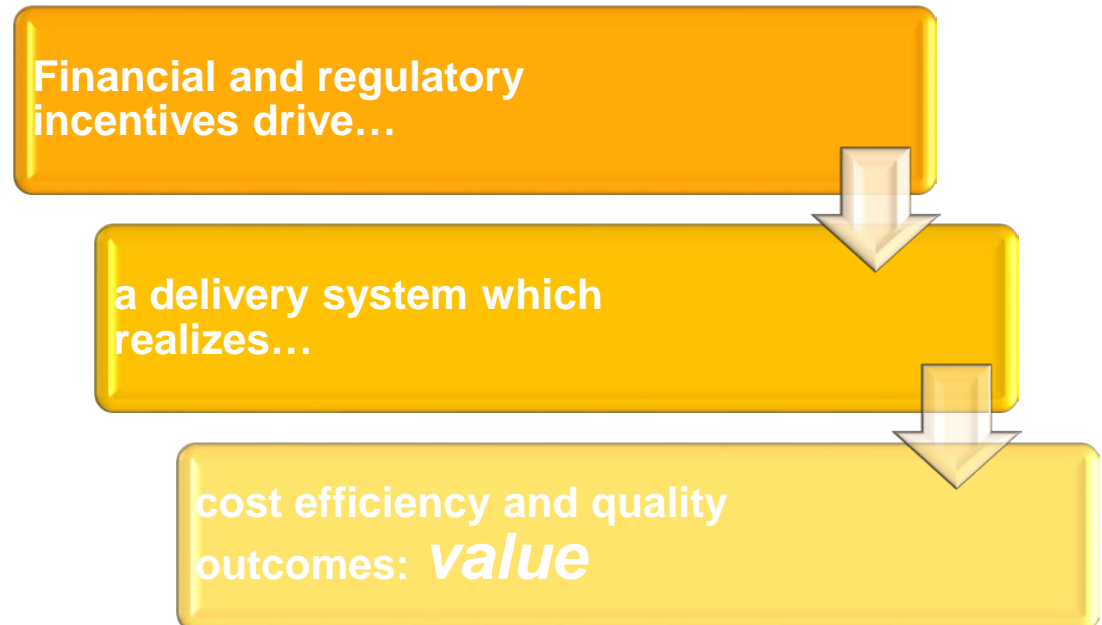 Financial and regulatory
incentives drive…
a delivery system which
realizes…
cost efficiency and quality
outcomes: value